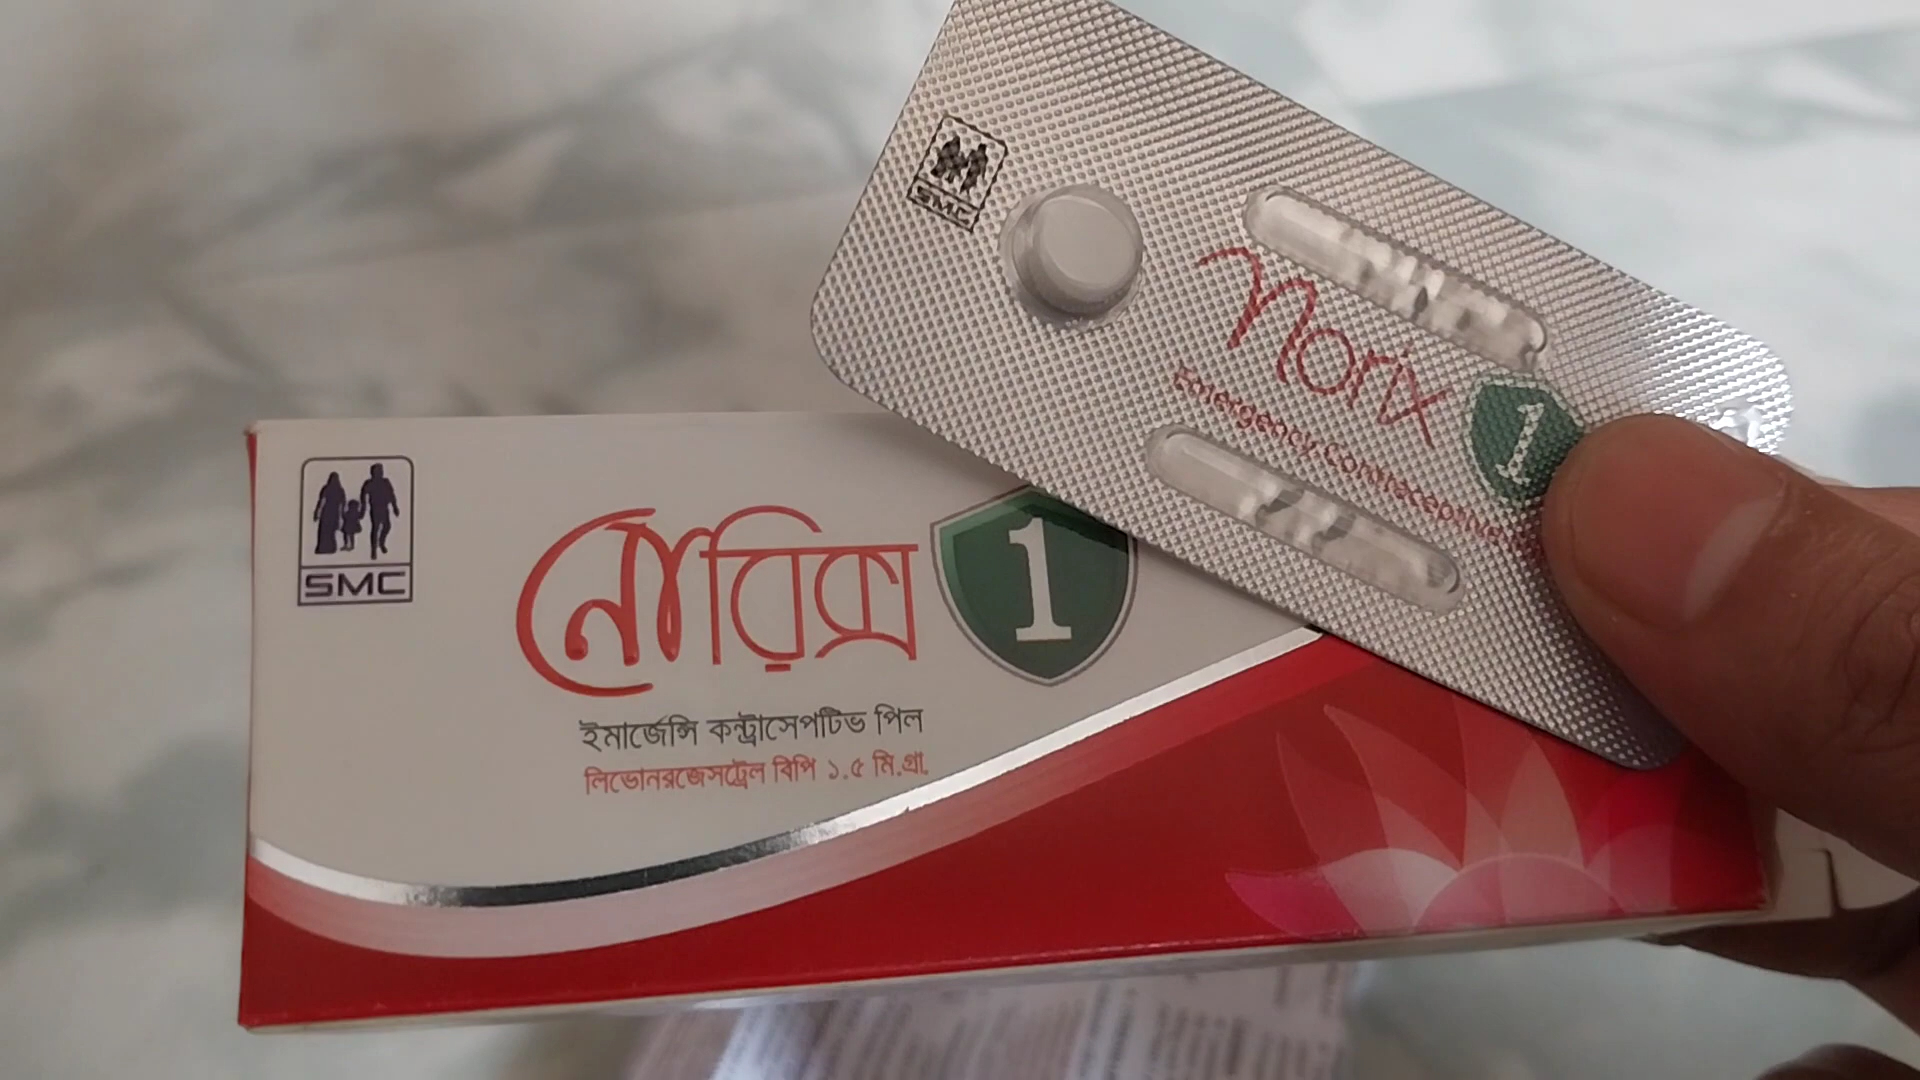 SMC
norix 1
Emergency Contraceptive
SMC
নোরিক্স 1
ইমার্জেন্সি কন্ট্রাসেপটিভ পিল
লিভোনরজেসট্রেল বিপি ১.৫ মি.গ্রা.